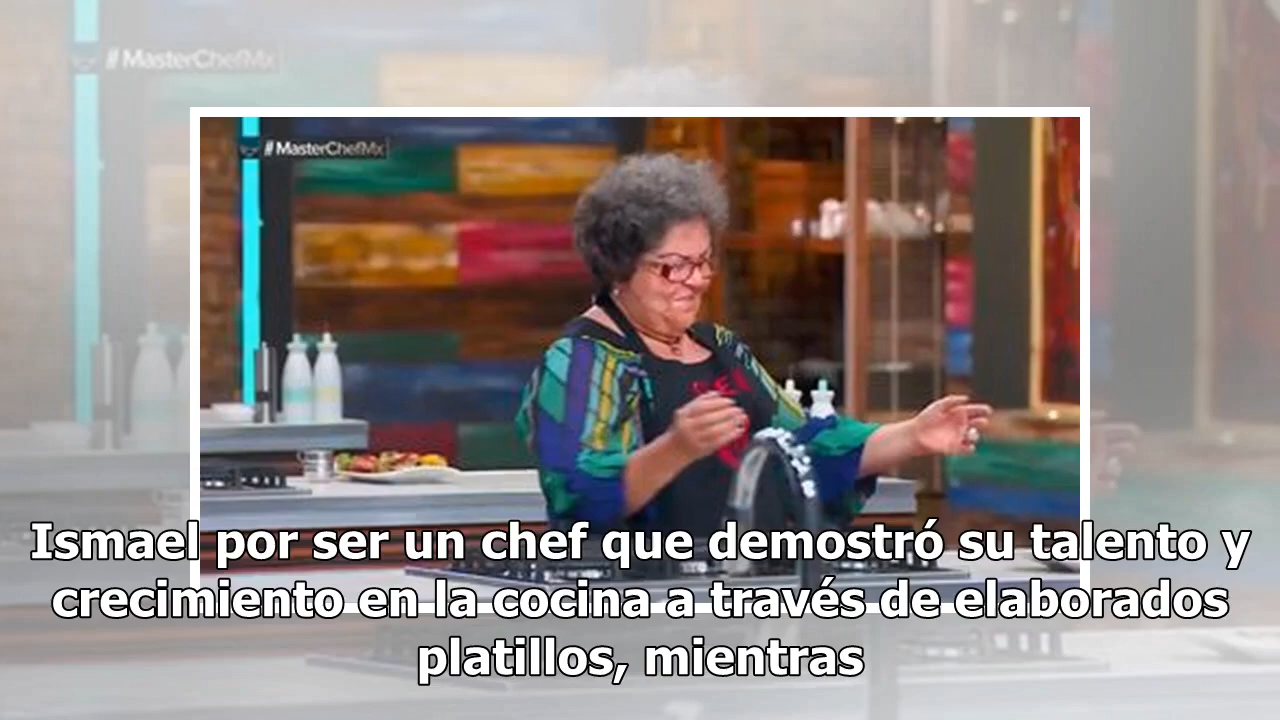 #MasterChefMx
#MasterChefMx
Ismael por ser un chef que demostró su talento y
crecimiento en la cocina a través de elaborados
platillos, mientras